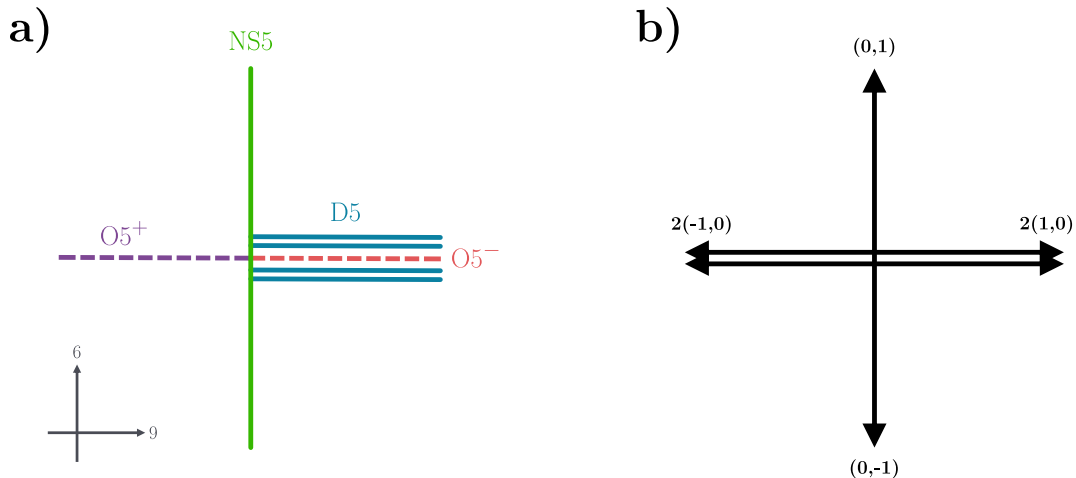 a)
NS5
D5
O5⁺
O5⁻
6
9
b)
(0,1)
2(-1,0)
2(1,0)
(0,-1)